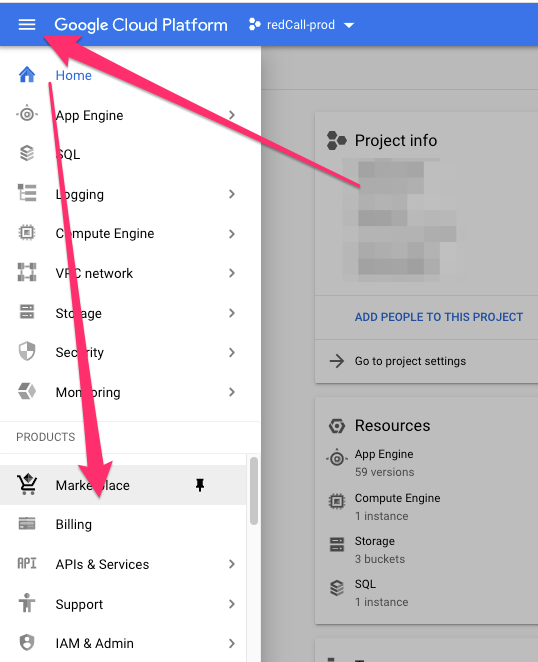 Google Cloud Platform
redCall-prod
Home
App Engine
SQL
Logging
Compute Engine
VPC network
Storage
Security
Monitoring
PRODUCTS
Marketplace
Billing
API
APIs & Services
Support
IAM & Admin
Project info
ADD PEOPLE TO THIS PROJECT
Go to project settings
Resources
App Engine
59 versions
Compute Engine
1 instance
Storage
3 buckets
SQL
1 instance